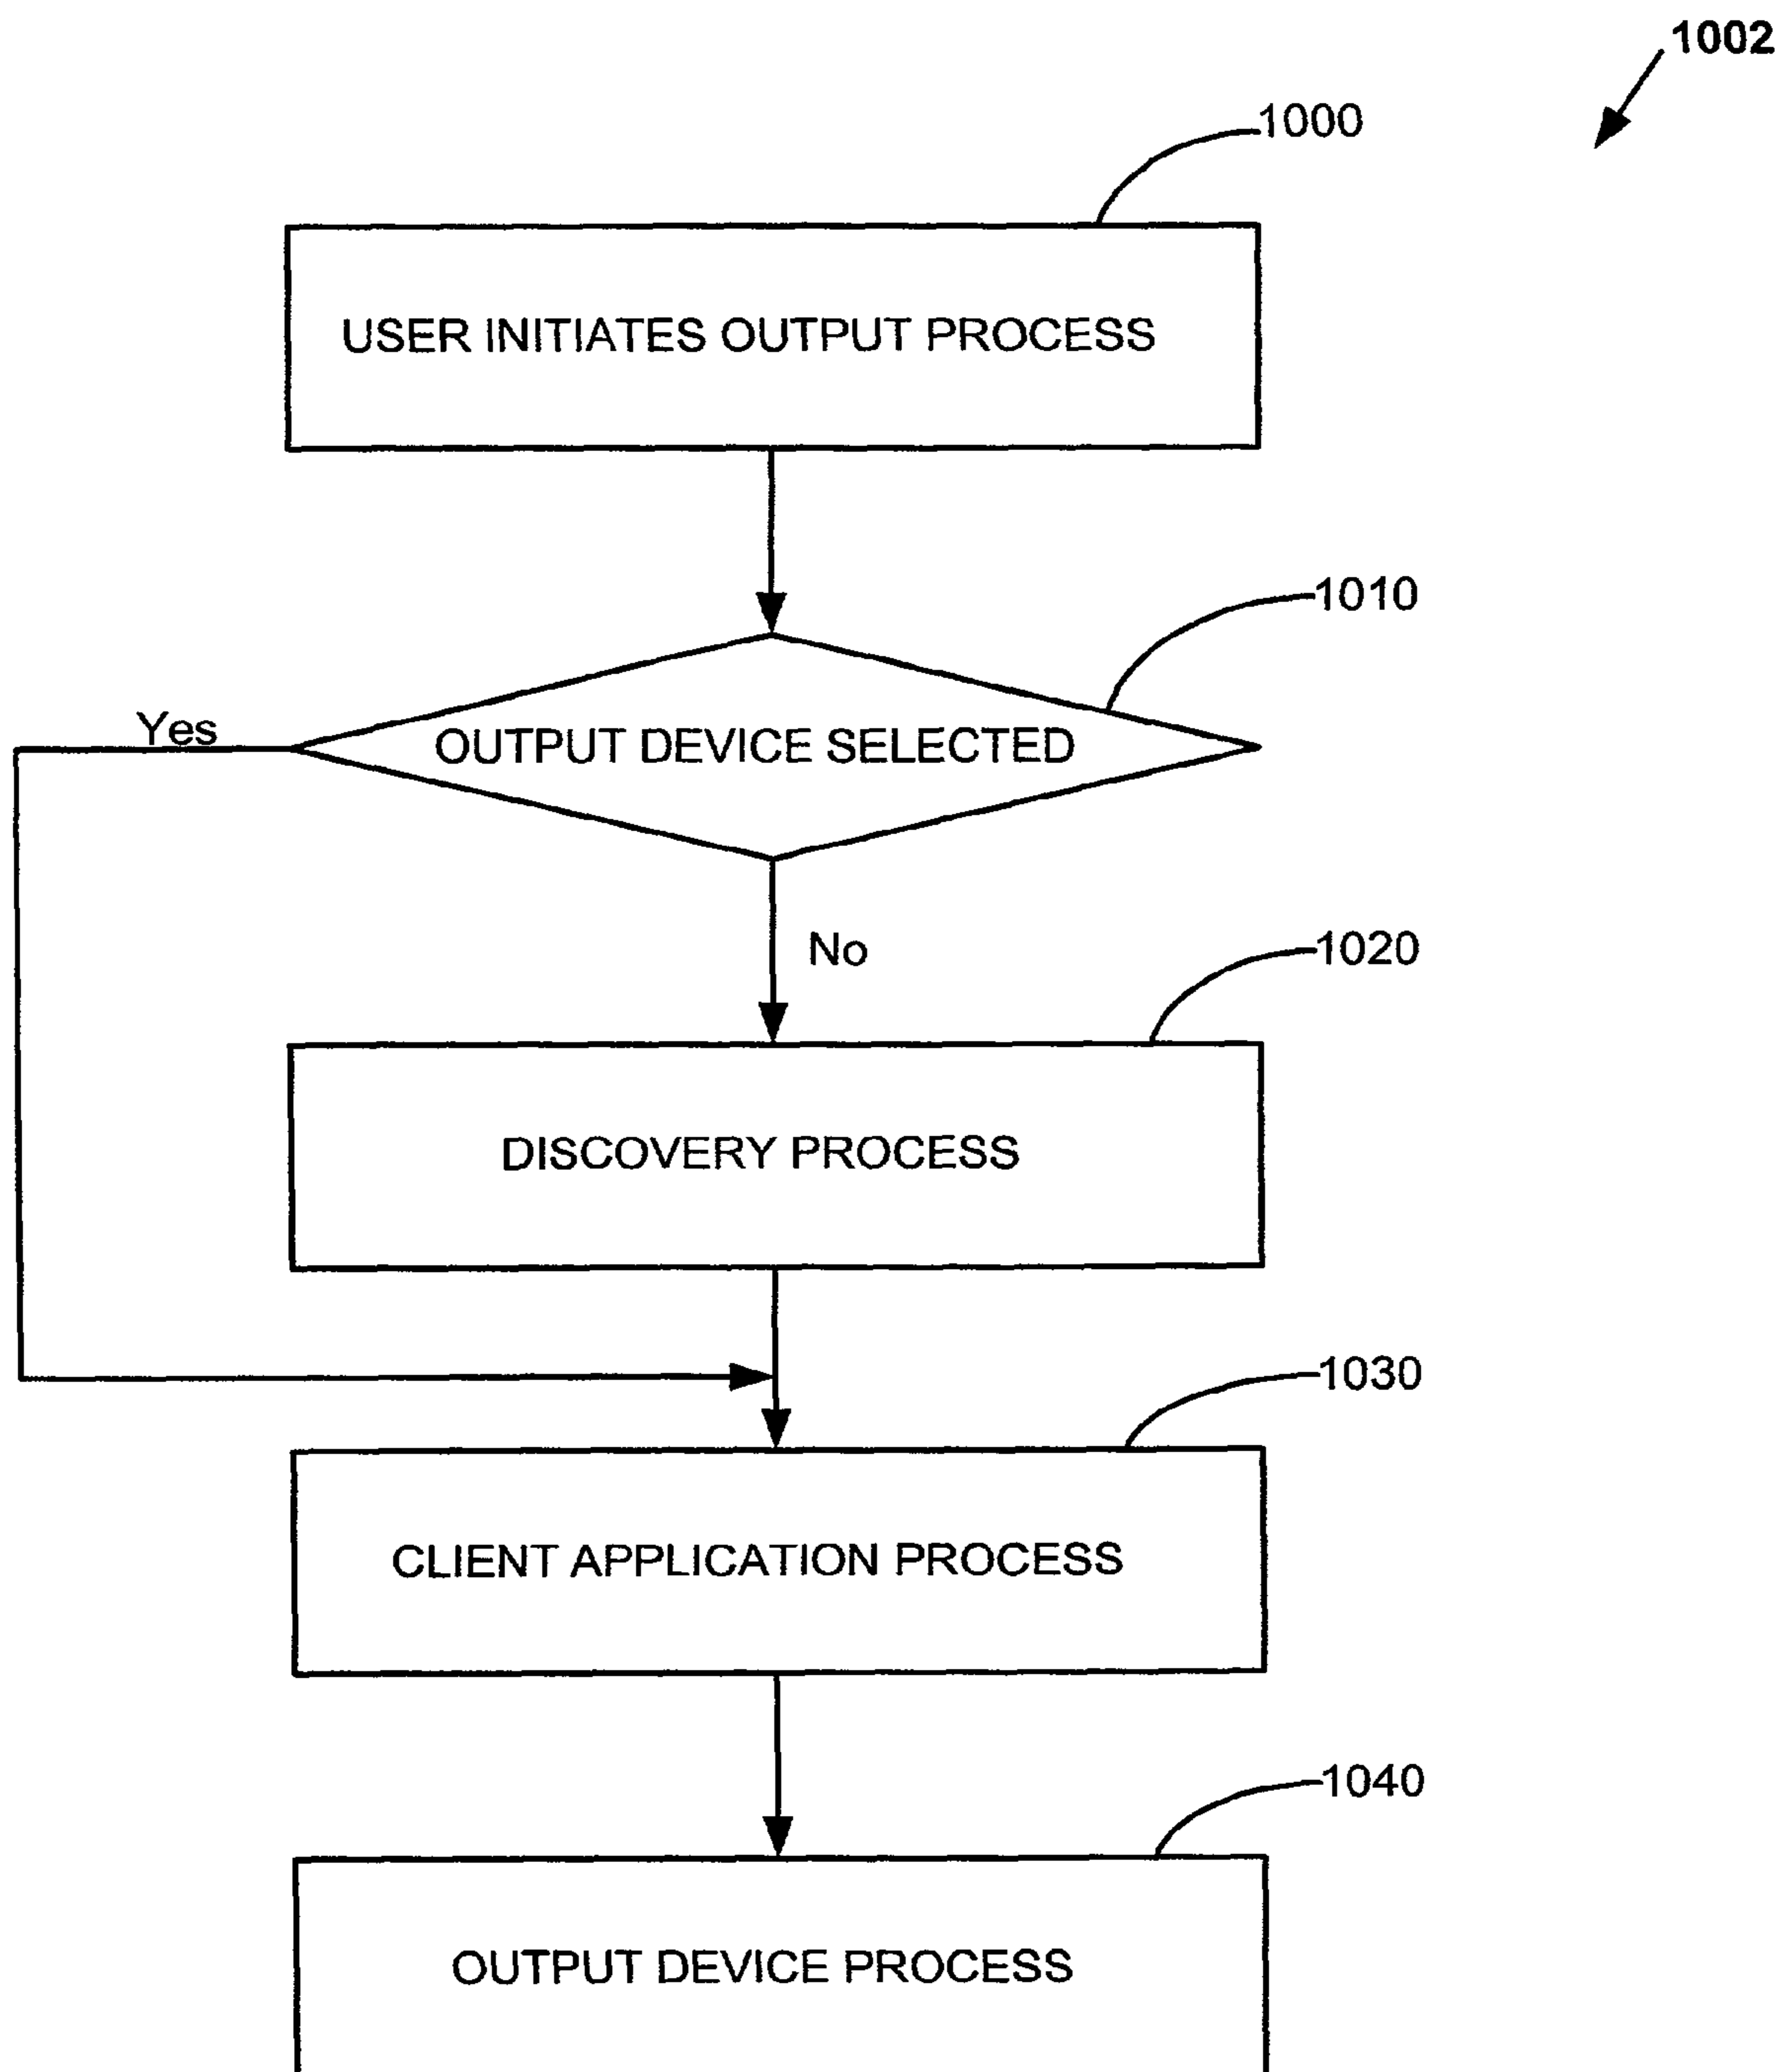 1002
1000
USER INITIATES OUTPUT PROCESS
1010
Yes
OUTPUT DEVICE SELECTED
No
1020
DISCOVERY PROCESS
1030
CLIENT APPLICATION PROCESS
1040
OUTPUT DEVICE PROCESS